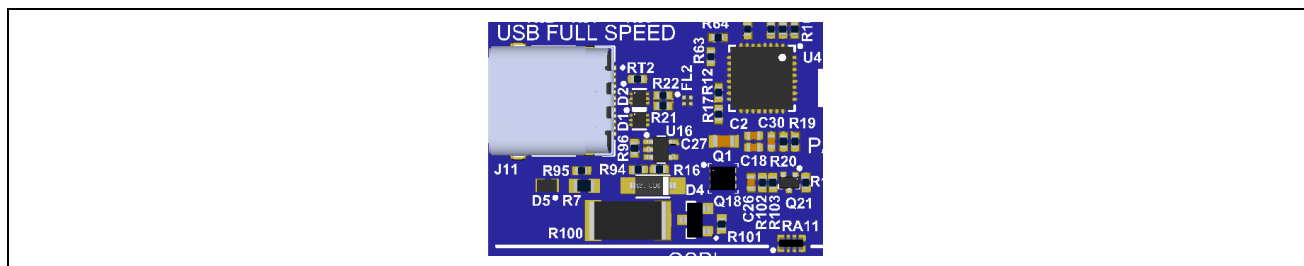 R64
USB FULL SPEED
R63
U4
RT2
FL2
R22
D2
R12
R17
D1
R21
U16
C2
C30
R19
R96
C27
Q1
C18
R20
J11
R95
R94
R16
D4
D5
R7
Q18
C26
R102
R103
Q21
R100
R101
RA11